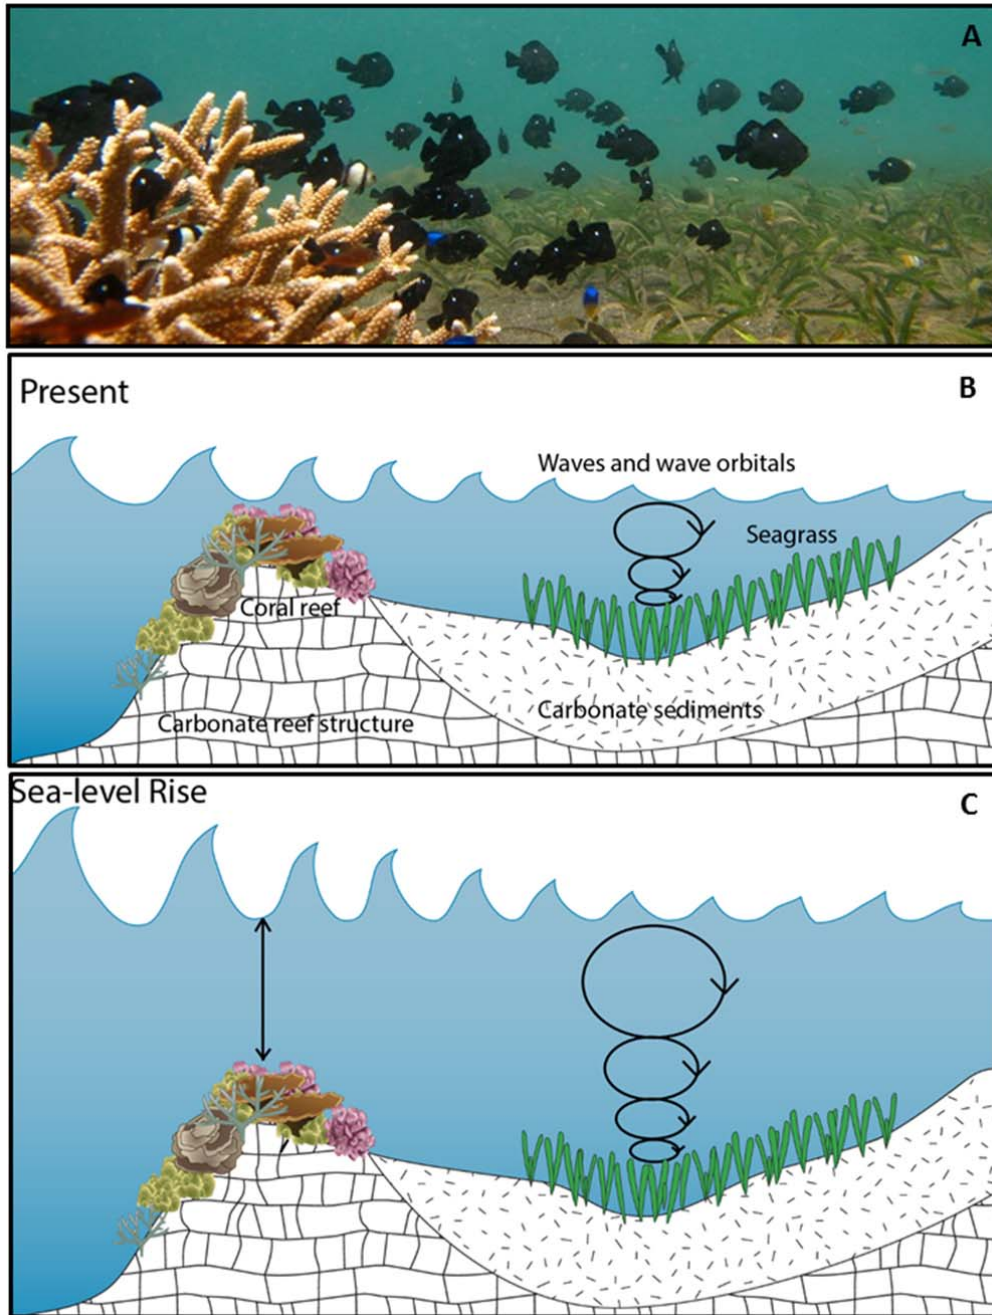 A
Present
B
Waves and wave orbitals
Seagrass
Coral reef
Carbonate reef structure
Carbonate sediments
Sea-level Rise
C